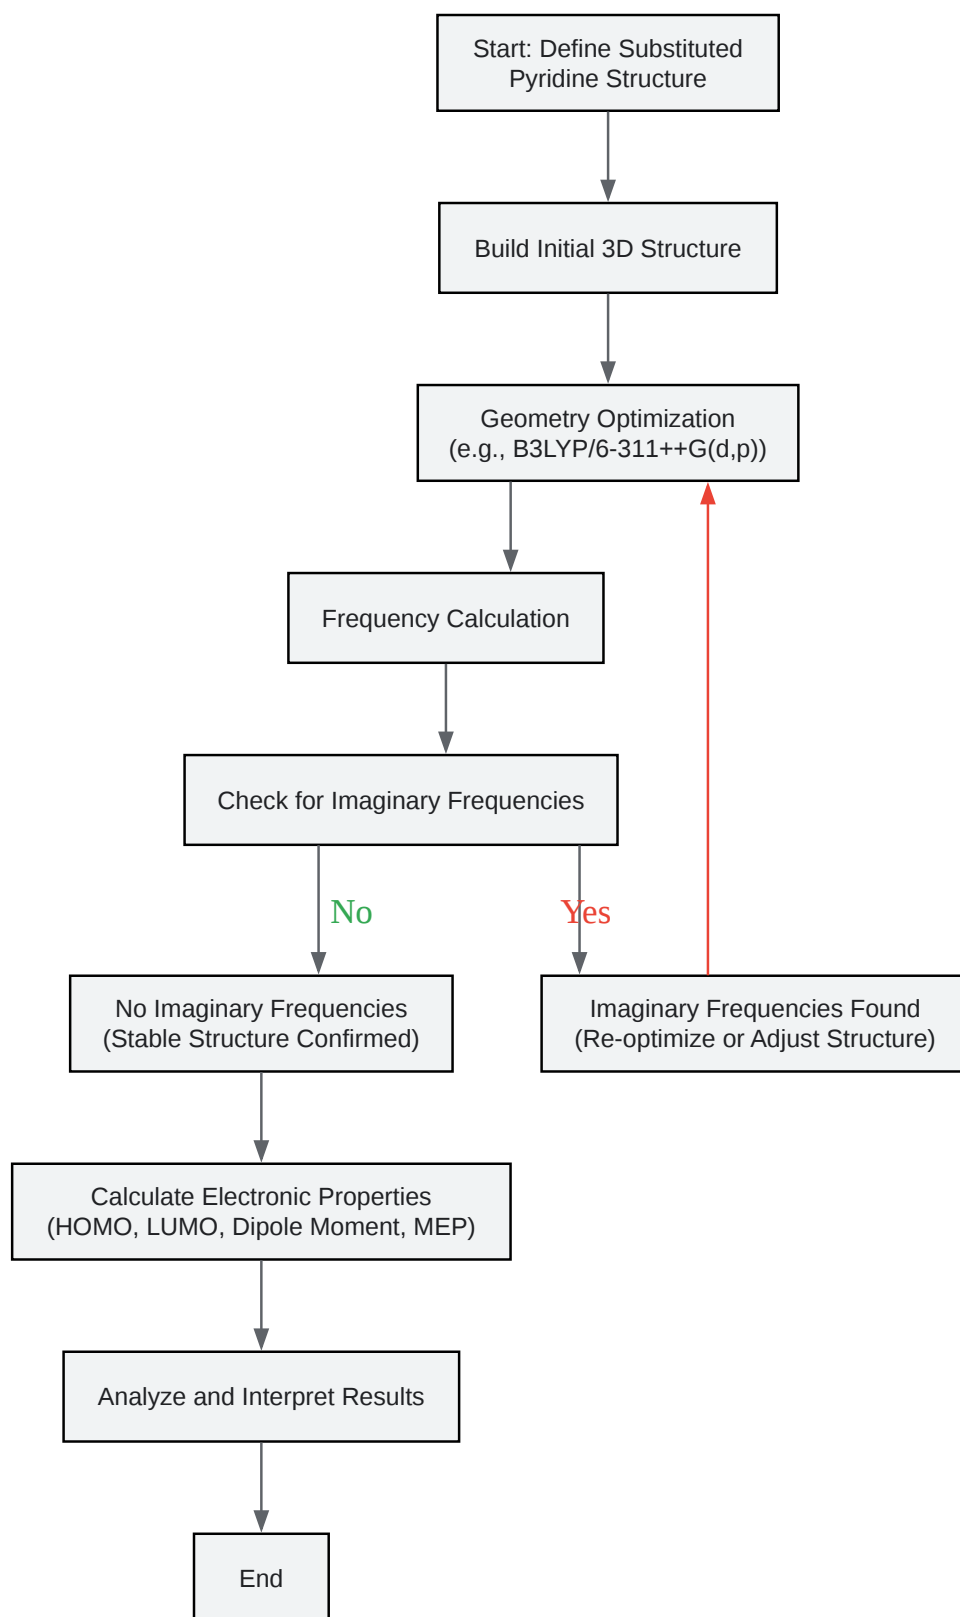 Start: Define Substituted
Pyridine Structure
Build Initial 3D Structure
Geometry Optimization
(e.g., B3LYP/6-311++G(d,p))
Frequency Calculation
Check for Imaginary Frequencies
No
Yes
No Imaginary Frequencies
(Stable Structure Confirmed)
Imaginary Frequencies Found
(Re-optimize or Adjust Structure)
Calculate Electronic Properties
(HOMO, LUMO, Dipole Moment, MEP)
Analyze and Interpret Results
End